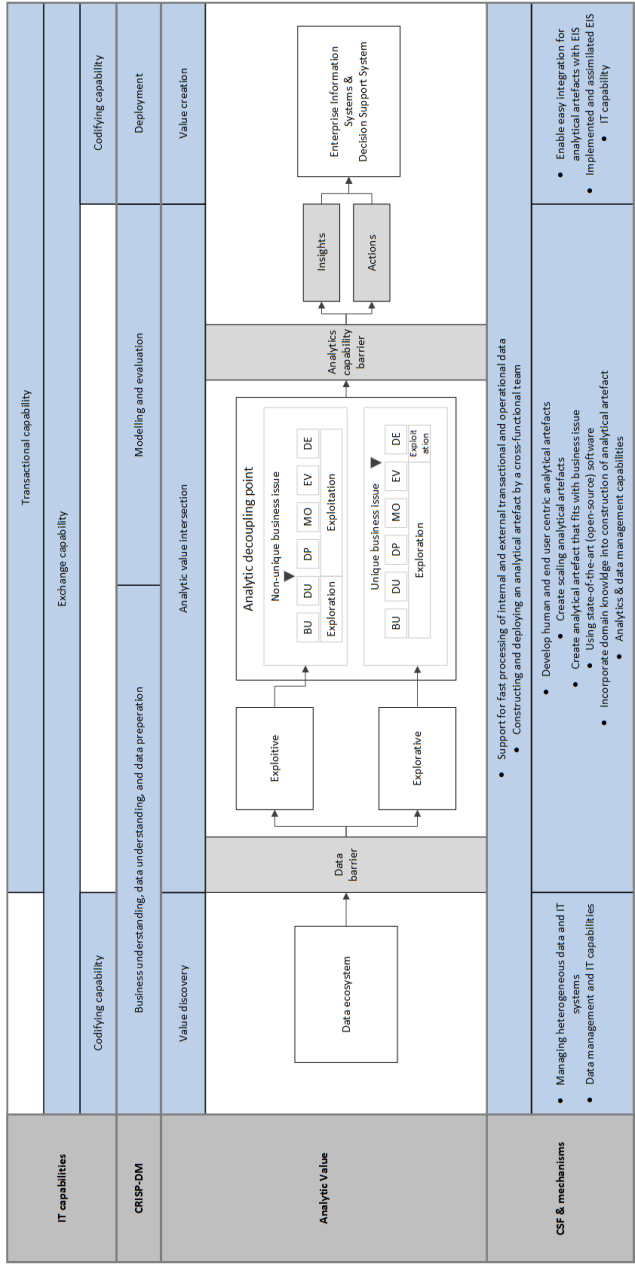 IT capabilities
Transactional capability
Exchange capability
Codifying capability
Codifying capability
CRISP-DM
Business understanding, data understanding, and data preperation
Modelling and evaluation
Deployment
Analytic Value
Value discovery
Analytic value intersection
Value creation
Data ecosystem
Data
barrier
Exploitive
Explorative
Analytic decoupling point
Non-unique business issue
BU
DU
DP
MO
EV
DE
Exploration
Exploitation
Unique business issue
BU
DU
DP
MO
EV
DE
Exploration
Exploit
ation
Analytics
capability
barrier
Insights
Actions
Enterprise Information
Systems &
Decision Support System
CSF & mechanisms
• Support for fast processing of internal and external transactional and operational data
• Constructing and deploying an analytical artefact by a cross-functional team
• Managing heterogeneous data and IT
systems
• Data management and IT capabilities
• Develop human and end user centric analytical artefacts
• Create scaling analytical artefacts
• Create analytical artefact that fits with business issue
• Using state-of-the-art (open-source) software
• Incorporate domain knowldge into construction of analytical artefact
• Analytics & data management capabilities
• Enable easy integration for
analytical artefacts with EIS
• Implemented and assimilated EIS
• IT capability